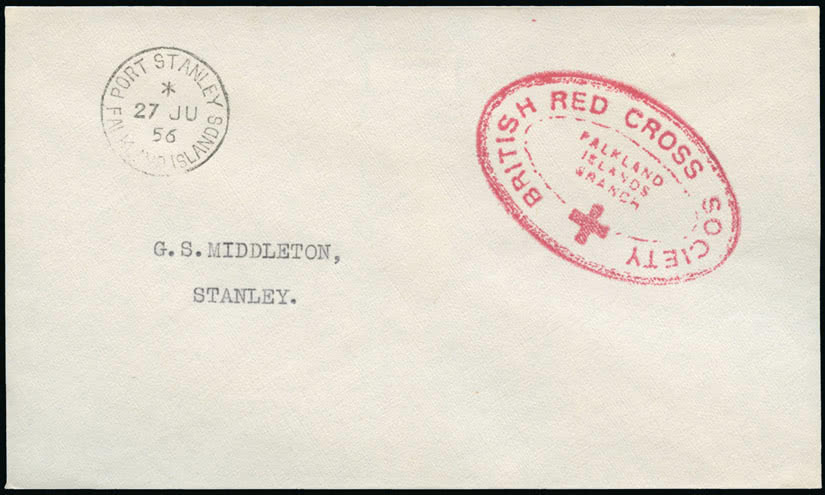 PORT STANLEY
*
27 JU
56
FALKLAND ISLANDS
BRITISH RED CROSS SOCIETY
FALKLAND
ISLANDS
BRANCH
G.S.MIDDLETON,
STANLEY.